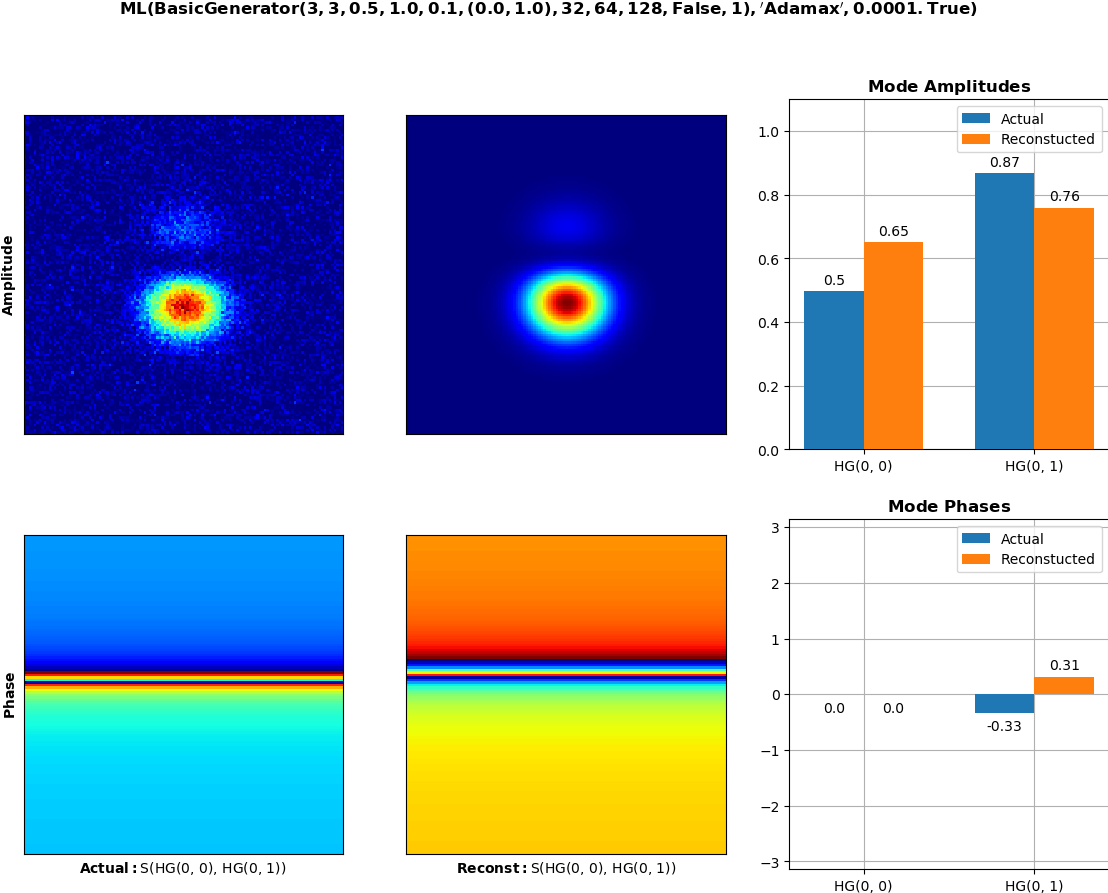 ML(BasicGenerator(3, 3, 0.5, 1.0, 0.1, (0.0, 1.0), 32, 64, 128, False, 1), ′Adamax′, 0.0001. True)
Amplitude
Mode Amplitudes
Actual
Reconstucted
1.0
0.8
0.6
0.4
0.2
0.0
0.5
0.65
0.87
0.76
HG(0, 0)
HG(0, 1)
Phase
Actual: S(HG(0, 0), HG(0, 1))
Reconst: S(HG(0, 0), HG(0, 1))
Mode Phases
Actual
Reconstucted
3
2
1
0
−1
−2
−3
0.0
0.0
-0.33
0.31
HG(0, 0)
HG(0, 1)